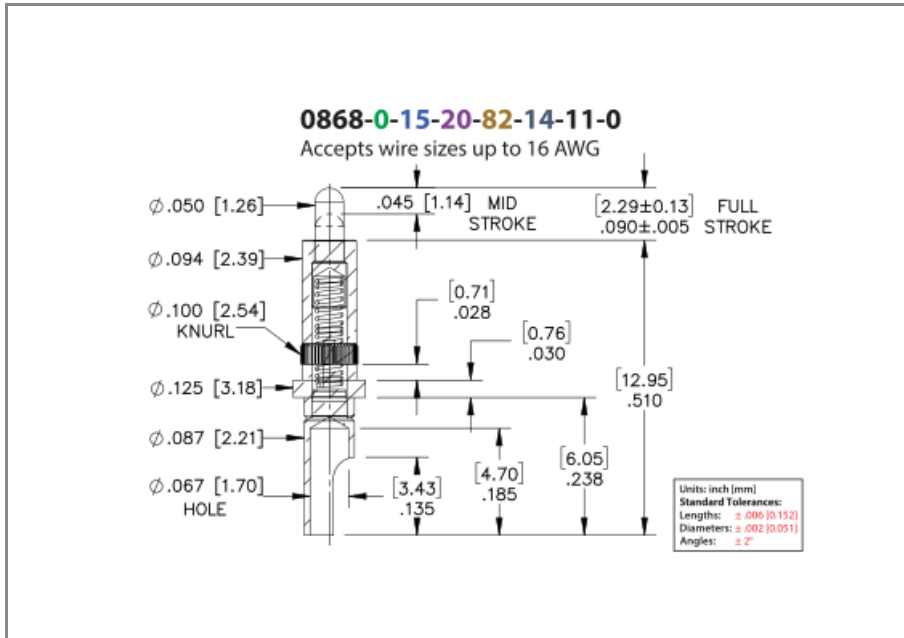 0868-0-15-20-82-14-11-0
Accepts wire sizes up to 16 AWG
Ø.050 [1.26]
.045 [1.14] MID
STROKE
[2.29±0.13] FULL
.090±.005 STROKE
Ø.094 [2.39]
Ø.100 [2.54]
KNURL
[0.71]
.028
[0.76]
.030
Ø.125 [3.18]
[12.95]
.510
Ø.087 [2.21]
[6.05]
.238
[4.70]
.185
Ø.067 [1.70]
HOLE
[3.43]
.135
Units: inch [mm]
Standard Tolerances:
Lengths: ± .006 [0.152]
Diameters: ± .002 [0.051]
Angles: ± 2°